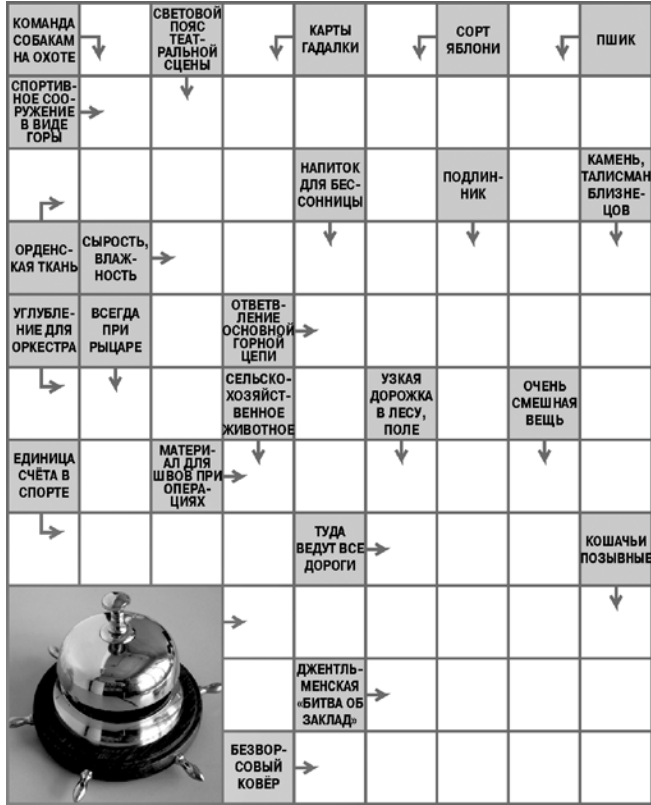 КОМАНДА
СОБАКАМ
НА ОХОТЕ
СВЕТОВОЙ
ПОЯС
ТЕАТ-
РАЛЬНОЙ
СЦЕНЫ
КАРТЫ
ГАДАЛКИ
СОРТ
ЯБЛОНИ
ПШИК
СПОРТИВ-
НОЕ СОО-
РУЖЕНИЕ
В ВИДЕ
ГОРЫ
НАПИТОК
ДЛЯ БЕС-
СОННИЦЫ
ПОДЛИН-
НИК
КАМЕНЬ,
ТАЛИСМАН
БЛИЗНЕ-
ЦОВ
ОРДЕНС-
КАЯ ТКАНЬ
СЫРОСТЬ,
ВЛАЖ-
НОСТЬ
УГЛУБЛЕ-
НИЕ ДЛЯ
ОРКЕСТРА
ВСЕГДА
ПРИ
РЫЦАРЕ
ОТВЕТВ-
ЛЕНИЕ
ОСНОВНОЙ
ГОРНОЙ
ЦЕПИ
СЕЛЬСКО-
ХОЗЯЙСТ-
ВЕННОЕ
ЖИВОТНОЕ
УЗКАЯ
ДОРОЖКА
В ЛЕСУ,
ПОЛЕ
ОЧЕНЬ
СМЕШНАЯ
ВЕЩЬ
ЕДИНИЦА
СЧЁТА В
СПОРТЕ
МАТЕРИ-
АЛ ДЛЯ
ШВОВ ПРИ
ОПЕРА-
ЦИЯХ
ТУДА
ВЕДУТ ВСЕ
ДОРОГИ
КОШАЧЬИ
ПОЗЫВНЫЕ
ДЖЕНТЛЬ-
МЕНСКАЯ
«БИТВА ОБ
ЗАКЛАД»
БЕЗВОР-
СОВЫЙ
КОВЁР